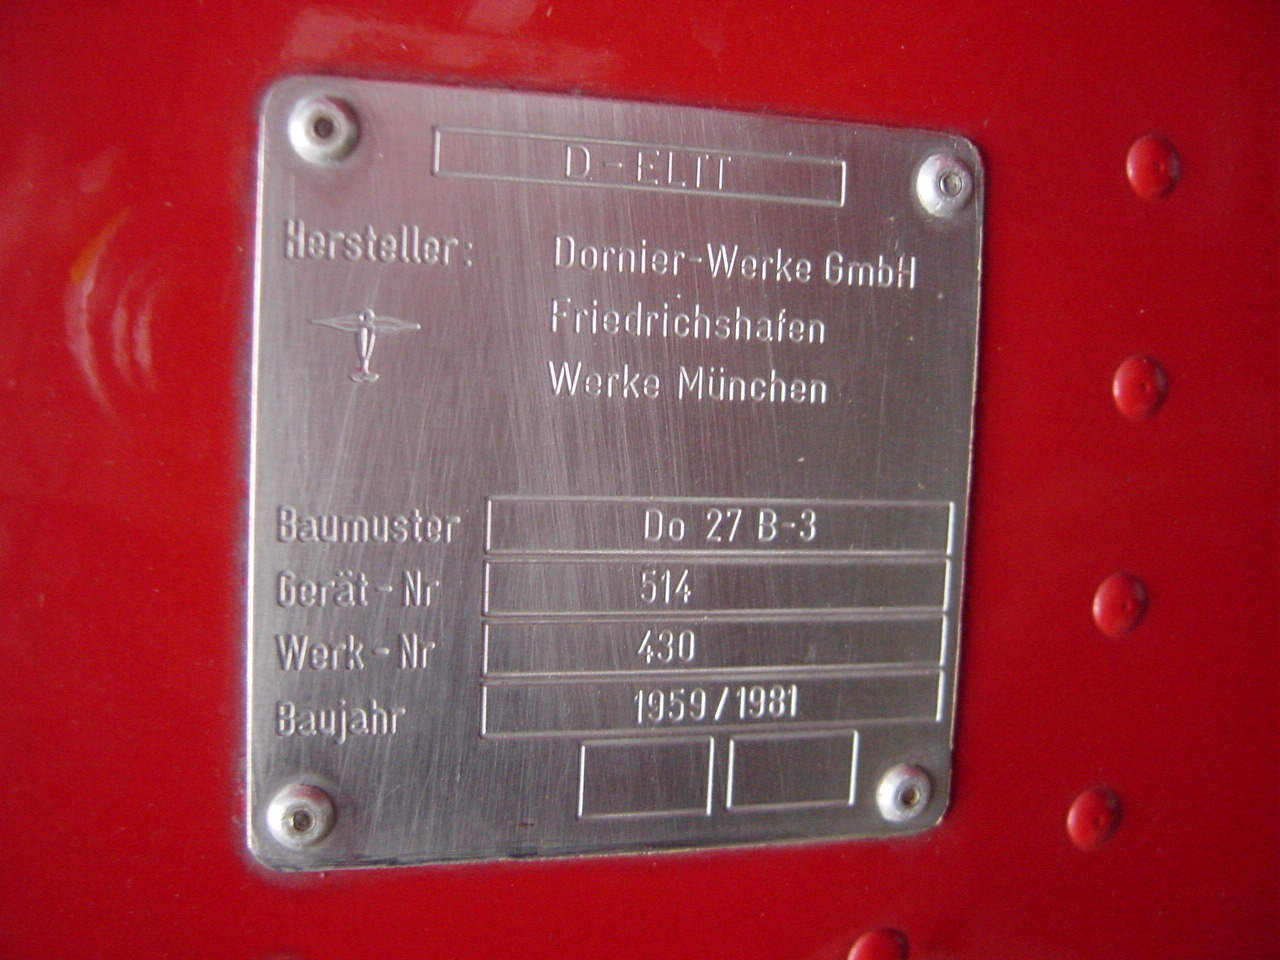 D-ELTT
Hersteller: Dornier-Werke GmbH
Friedrichshafen
Werke München
Baumuster Do 27 B-3
Gerät-Nr 514
Werk-Nr 430
Baujahr 1959/1981